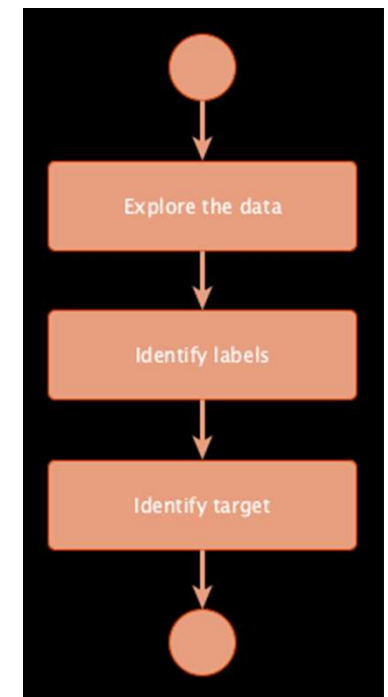 Explore the data
Identify labels
Identify target